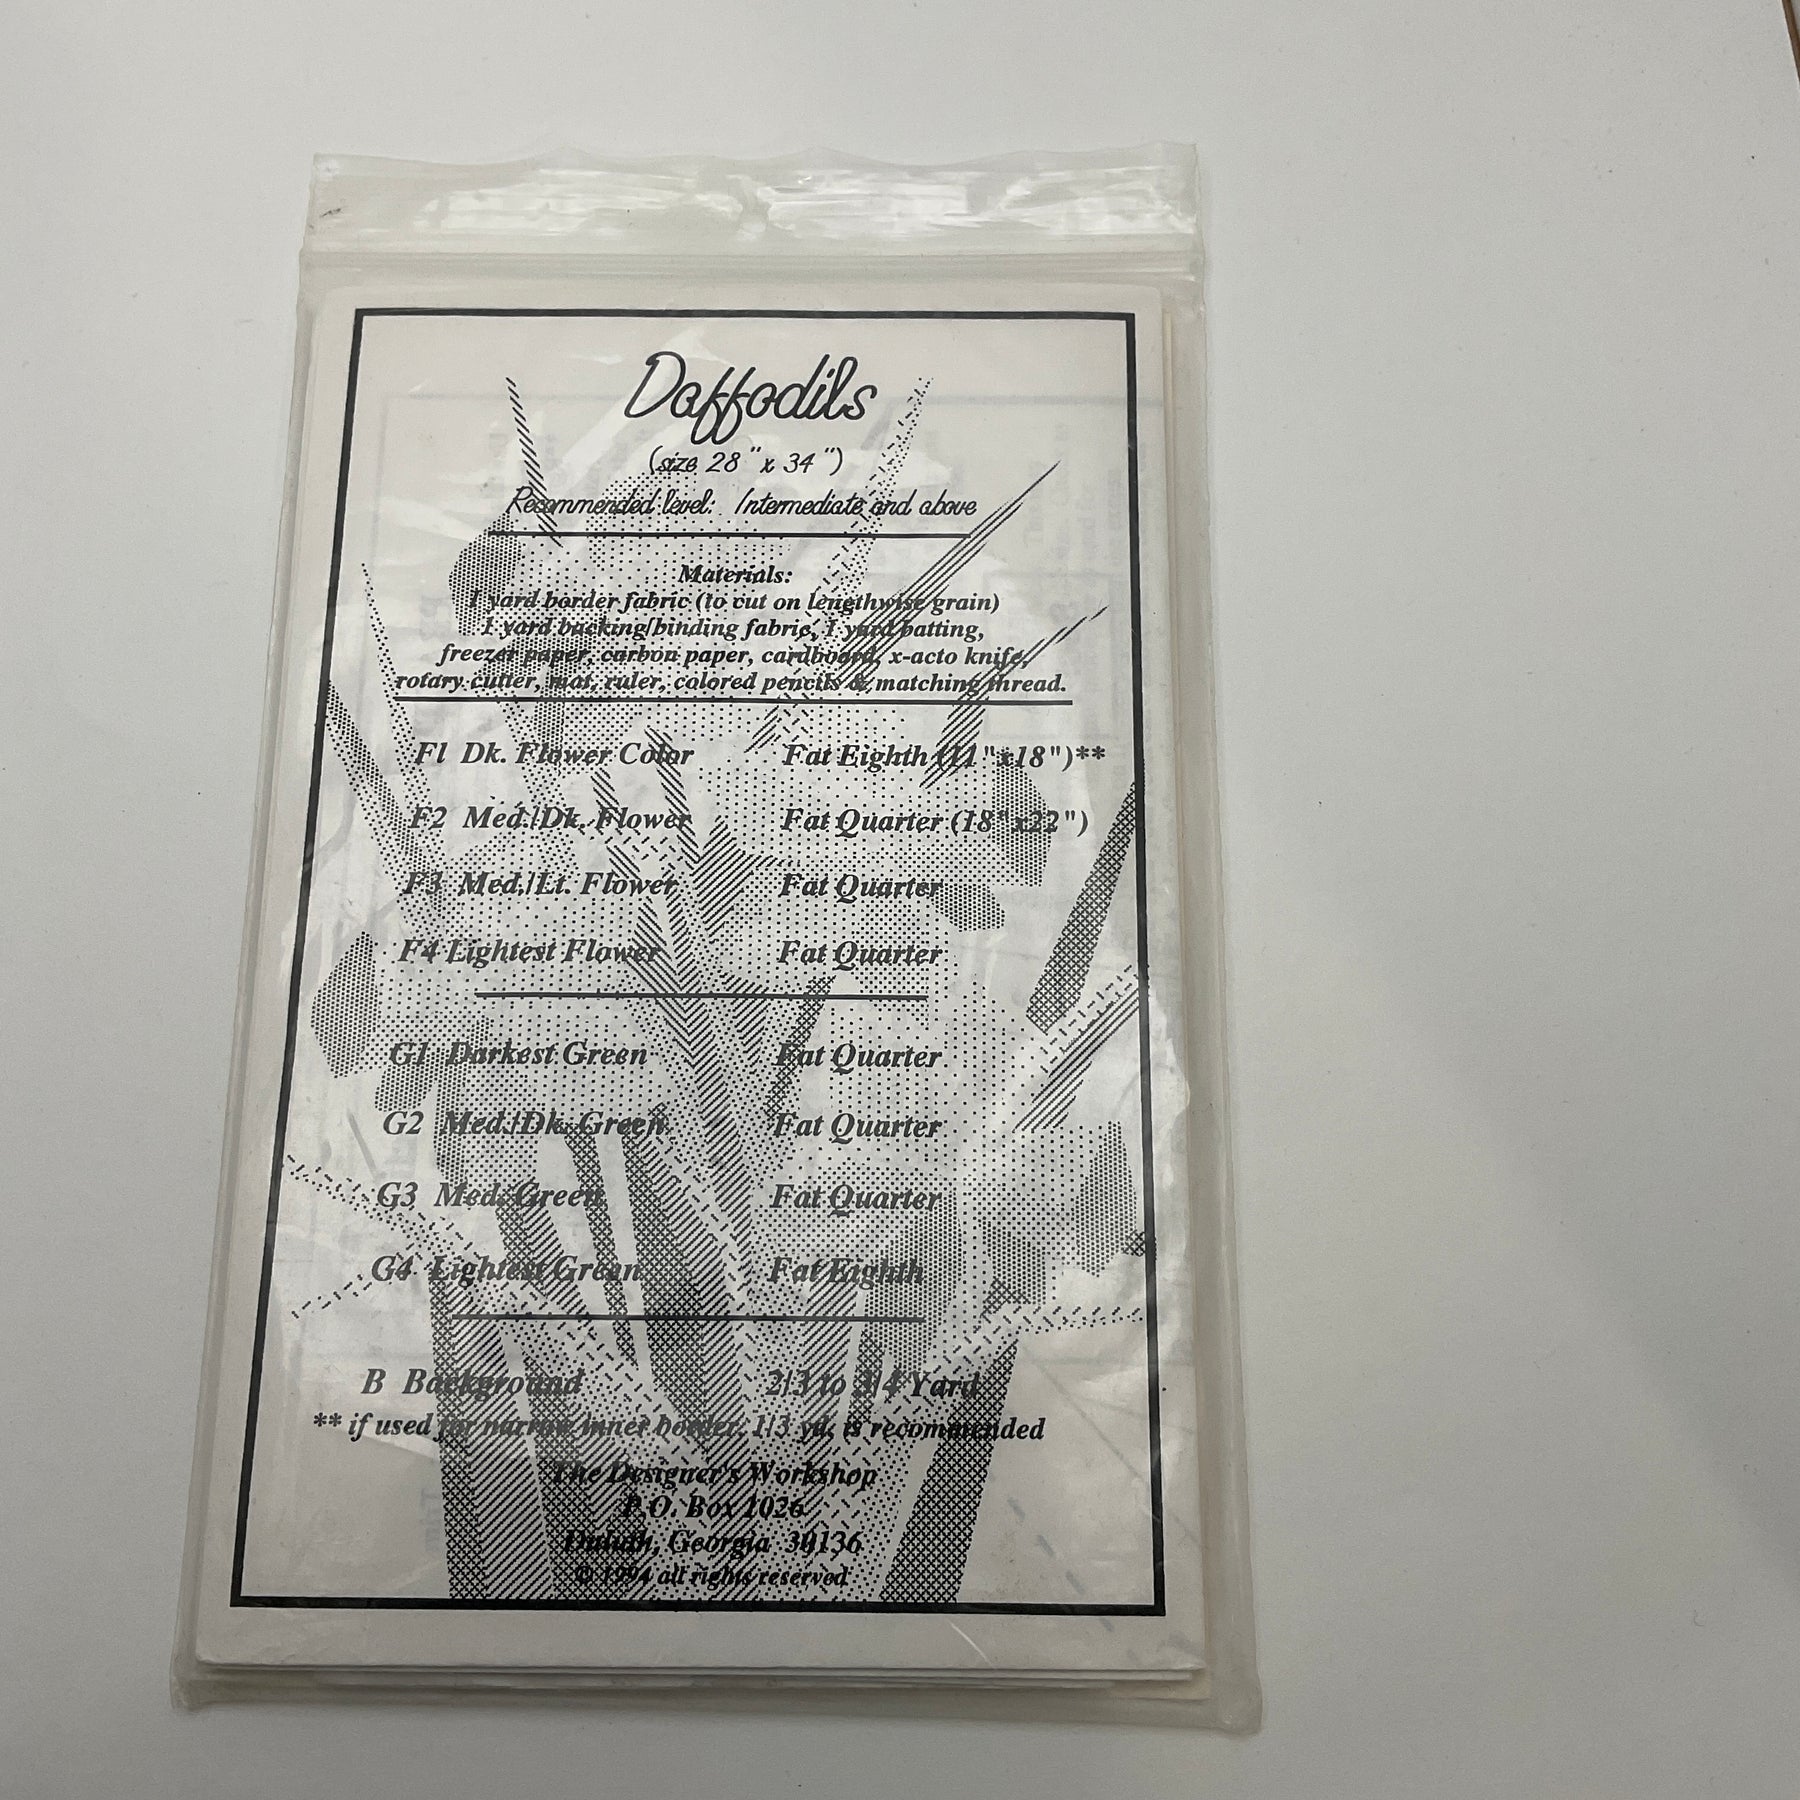 Daffodils
(size 28" x 34")
Recommended level: Intermediate and above
Materials:
1 yard border fabric (to cut on lengthwise grain)
1 yard backing/binding fabric, 1 yard batting,
freezer paper, carbon paper, cardboard, x-acto knife,
rotary cutter, mat, ruler, colored pencils & matching thread.
F1 Dk. Flower Color Fat Eighth (11"x18")**
F2 Med./Dk. Flower Fat Quarter (18"x22")
F3 Med./Lt. Flower Fat Quarter
F4 Lightest Flower Fat Quarter
G1 Darkest Green Fat Quarter
G2 Med./Dk. Green Fat Quarter
G3 Med. Green Fat Quarter
G4 Lightest Green Fat Eighth
B Background 2/3 to 3/4 Yard
** if used for narrow inner border, 1/3 yd. is recommended
The Designer's Workshop
P.O. Box 1026
Duluth, Georgia 30136
© 1994 all rights reserved